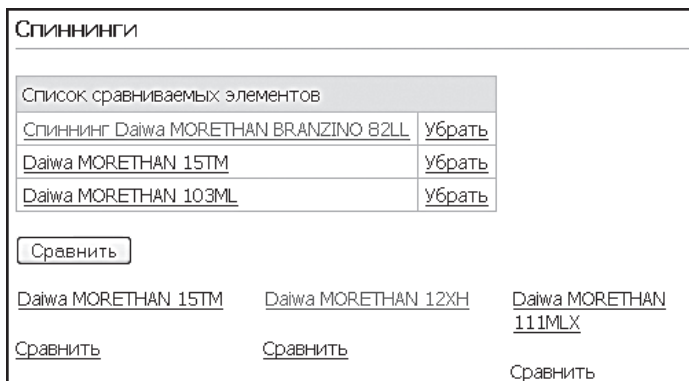 Спиннинги
Список сравниваемых элементов
Спиннинг Daiwa MORETHAN BRANZINO 82LL Убрать
Daiwa MORETHAN 15TM Убрать
Daiwa MORETHAN 103ML Убрать
Сравнить
Daiwa MORETHAN 15TM
Сравнить
Daiwa MORETHAN 12XH
Сравнить
Daiwa MORETHAN
111MLX
Сравнить